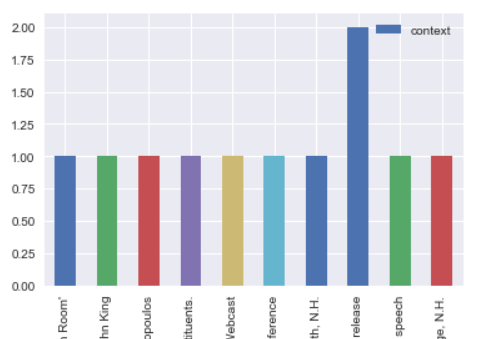 2.00
context
1.75
1.50
1.25
1.00
0.75
0.50
0.25
0.00
n Room'
hn King
opoulos
tituents.
Webcast
ference
th, N.H.
release
speech
ge, N.H.